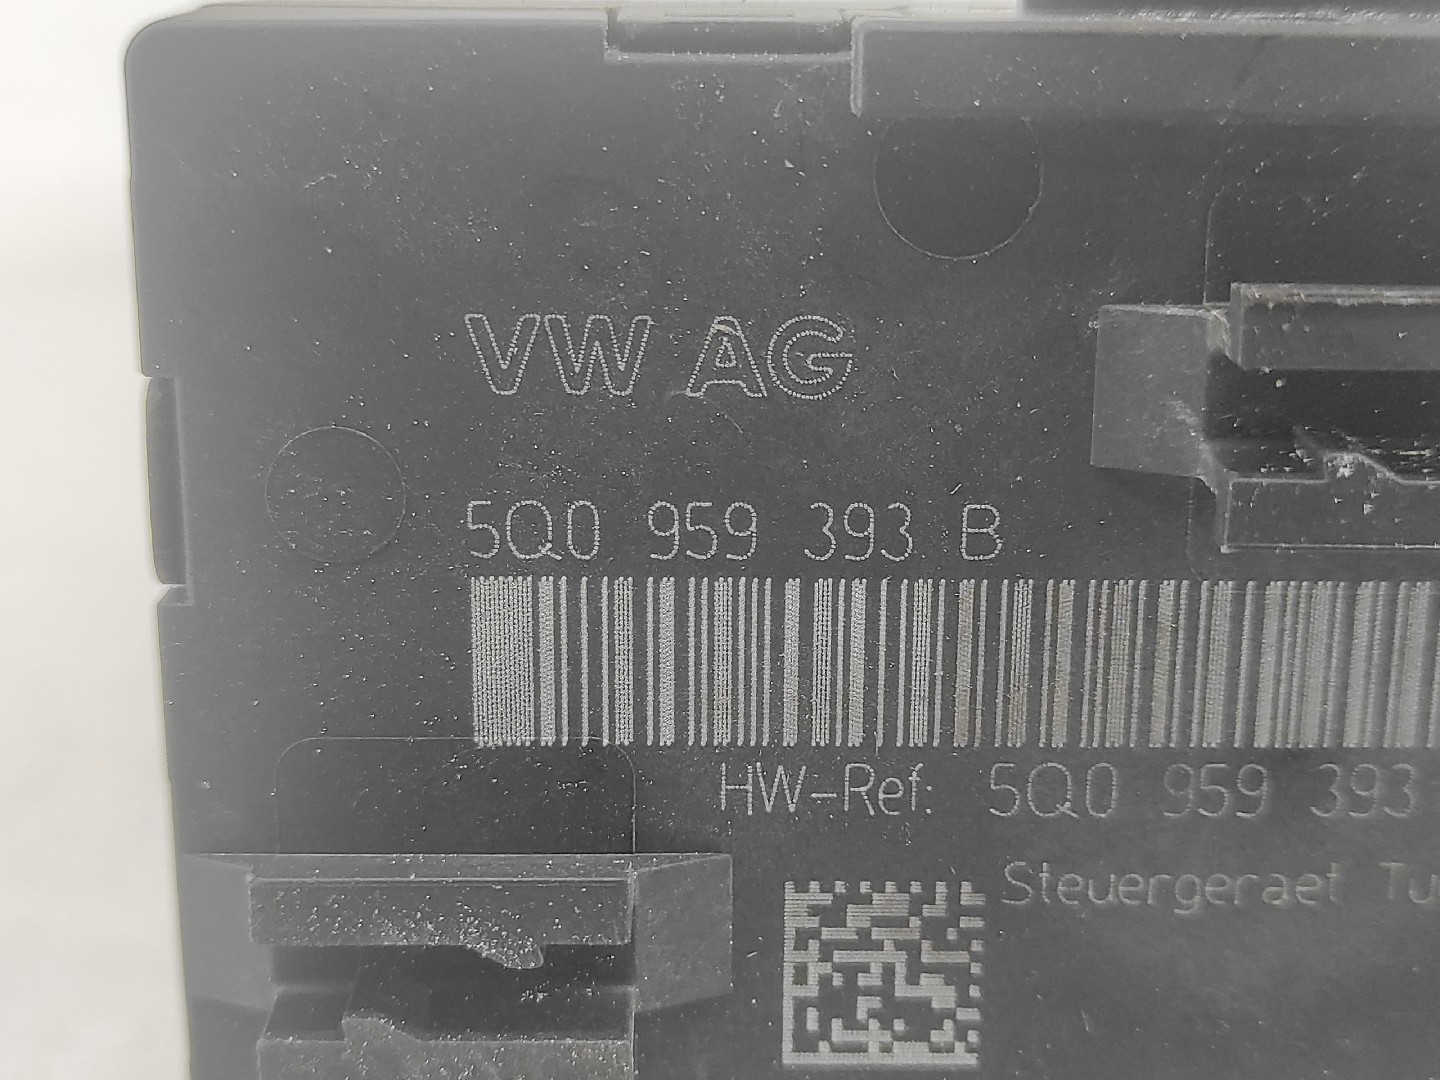 VW AG
5Q0 959 393 B
HW-Ref: 5Q0 959 393
Steuergeraet